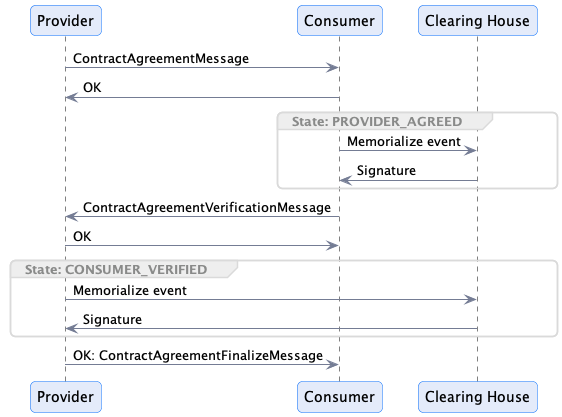 Provider
Consumer
Clearing House
ContractAgreementMessage
OK
State: PROVIDER_AGREED
Memorialize event
Signature
ContractAgreementVerificationMessage
OK
State: CONSUMER_VERIFIED
Memorialize event
Signature
OK: ContractAgreementFinalizeMessage
Provider
Consumer
Clearing House